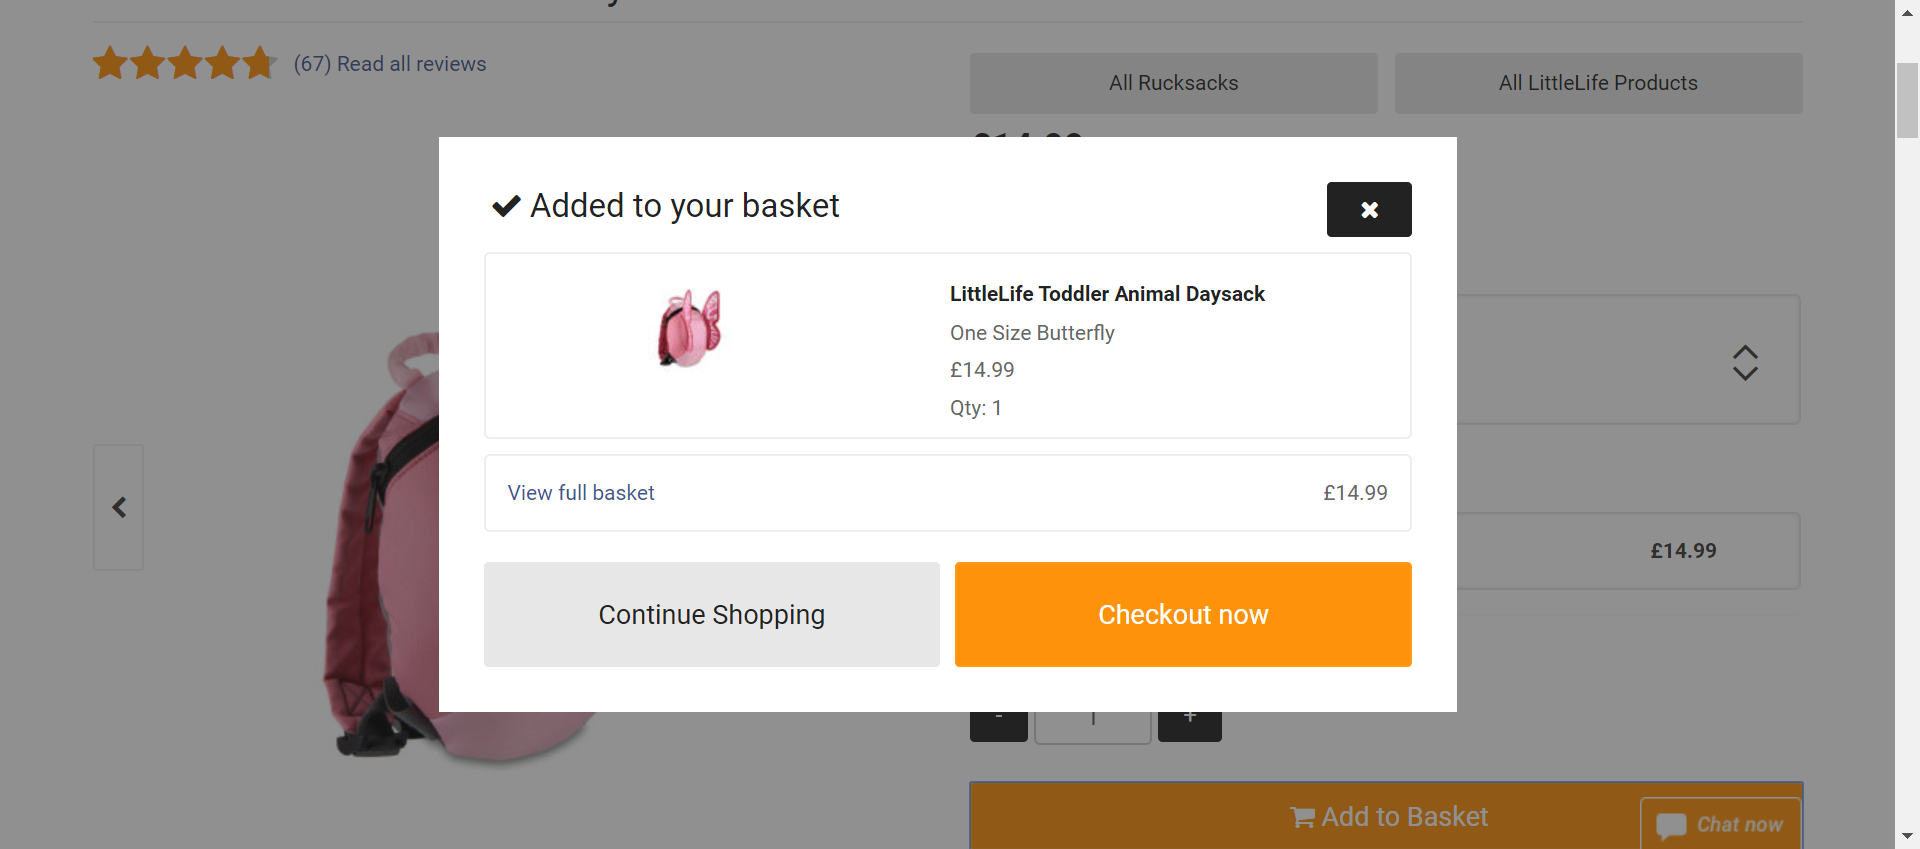 (67) Read all reviews
All Rucksacks
All LittleLife Products
Added to your basket
LittleLife Toddler Animal Daysack
One Size Butterfly
£14.99
Qty: 1
View full basket
£14.99
£14.99
Continue Shopping
Checkout now
-
1
+
Add to Basket
Chat now